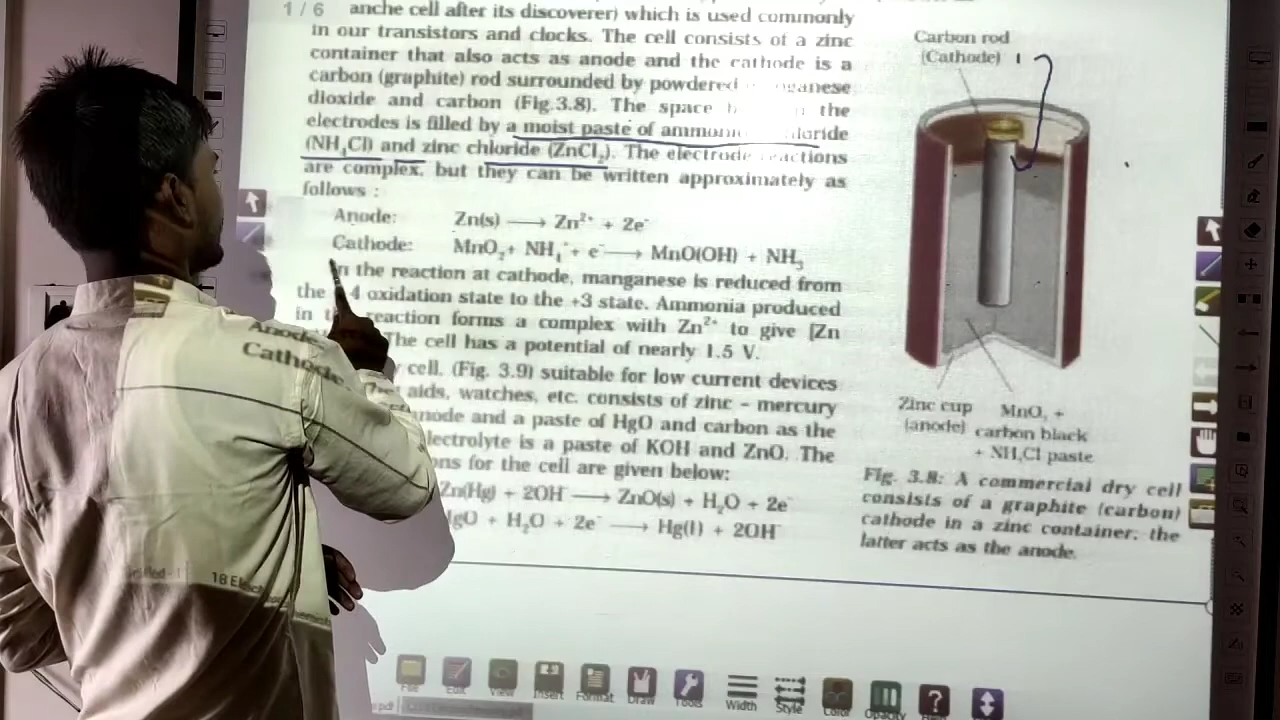 1 / 6
anche cell after its discoverer) which is used commonly
in our transistors and clocks. The cell consists of a zinc
container that also acts as anode and the cathode is a
carbon (graphite) rod surrounded by powdered
dioxide and carbon (Fig.3.8). The space the
electrodes is filled by a moist paste of
(NH₄Cl) and zinc chloride (ZnCl₂). The electrode reactions
are complex, but they can be written approximately as
follows :
Anode: Zn(s) ⟶ Zn²⁺ + 2e⁻
Cathode: MnO₂ + NH₄⁺ + e⁻ ⟶ MnO(OH) + NH₃
the reaction at cathode, manganese is reduced from
the 4 oxidation state to the +3 state. Ammonia produced
in reaction forms a complex with Zn²⁺ to give [Zn
The cell has a potential of nearly 1.5 V.
cell, (Fig. 3.9) suitable for low current devices
aids, watches, etc. consists of zinc – mercury
and a paste of HgO and carbon as the
is a paste of KOH and ZnO. The
for the cell are given below:
Zn(Hg) + 2OH⁻ ⟶ ZnO(s) + H₂O + 2e⁻
+ H₂O + 2e⁻ ⟶ Hg(l) + 2OH⁻
Carbon rod
(Cathode)
Zinc cup
(anode)
MnO₂ +
carbon black
+ NH₄Cl paste
Fig. 3.8: A commercial dry cell
consists of a graphite (carbon)
cathode in a zinc container; the
latter acts as the anode.
Anode:
Cathode:
File Edit View Insert Format Draw Tools Width Style Color Opacity